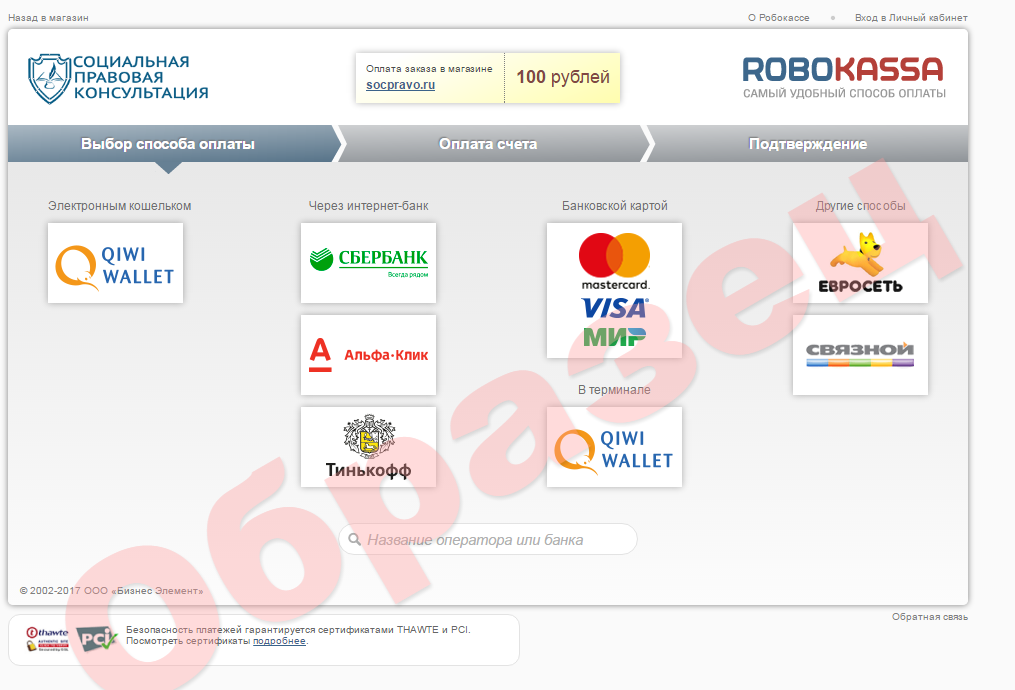 Назад в магазин
О Робокассе
Вход в Личный кабинет
СОЦИАЛЬНАЯ
ПРАВОВАЯ
КОНСУЛЬТАЦИЯ
Оплата заказа в магазине
socpravo.ru
100 рублей
ROBOKASSA
САМЫЙ УДОБНЫЙ СПОСОБ ОПЛАТЫ
Выбор способа оплаты
Оплата счета
Подтверждение
Электронным кошельком
Через интернет-банк
Банковской картой
Другие способы
QIWI
WALLET
СБЕРБАНК
Всегда рядом
mastercard.
VISA
МИР
ЕВРОСЕТЬ
Альфа·Клик
СВЯЗНОЙ
В терминале
Тинькофф
QIWI
WALLET
Образец
Название оператора или банка
© 2002-2017 ООО «Бизнес Элемент»
Обратная связь
thawte
PCI
Безопасность платежей гарантируется сертификатами THAWTE и PCI.
Посмотреть сертификаты подробнее.